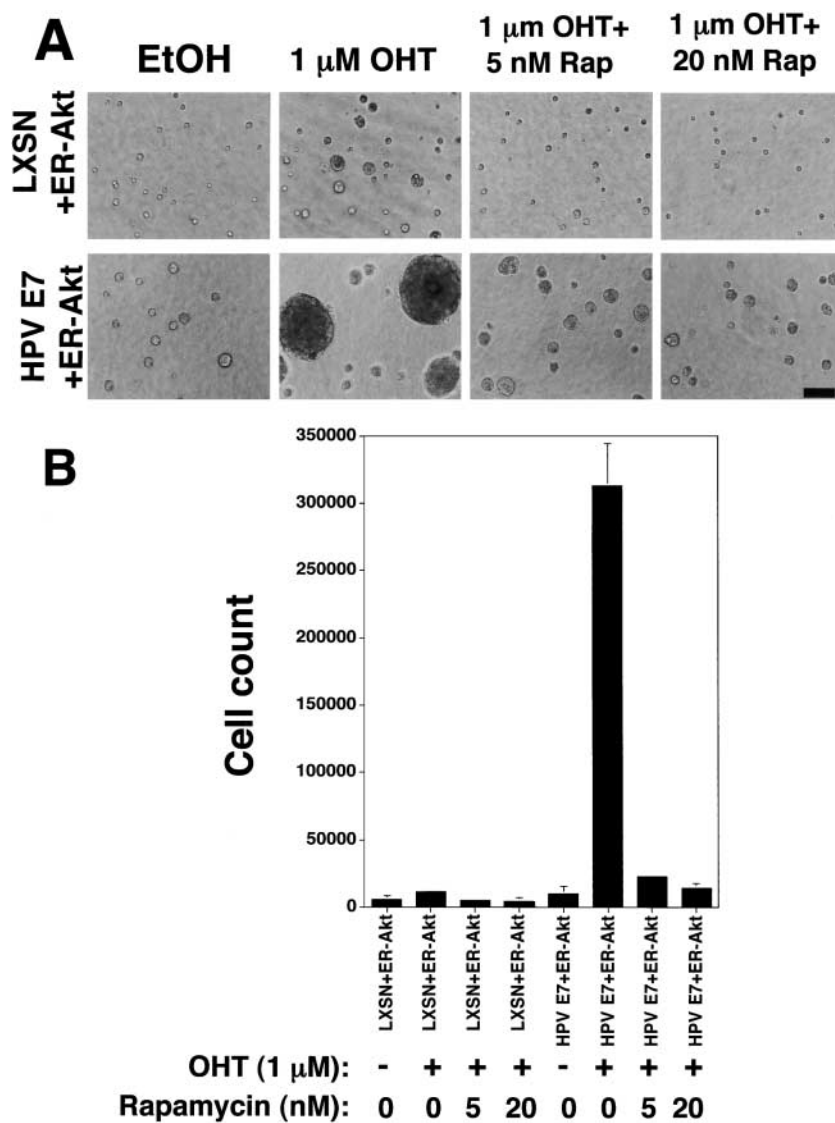 A
EtOH
1 μM OHT
1 μm OHT+
5 nM Rap
1 μm OHT+
20 nM Rap
LXSN
+ER-Akt
HPV E7
+ER-Akt
B
Cell count
350000
300000
250000
200000
150000
100000
50000
0
LXSN+ER-Akt
LXSN+ER-Akt
LXSN+ER-Akt
LXSN+ER-Akt
HPV E7+ER-Akt
HPV E7+ER-Akt
HPV E7+ER-Akt
HPV E7+ER-Akt
OHT (1 μM): - + + + - + + +
Rapamycin (nM): 0 0 5 20 0 0 5 20